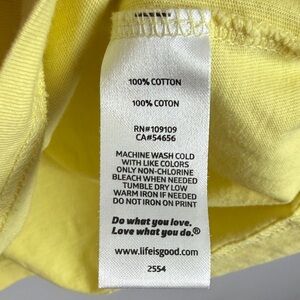 100% COTTON
100% COTON
RN#109109
CA#54656
MACHINE WASH COLD
WITH LIKE COLORS
ONLY NON-CHLORINE
BLEACH WHEN NEEDED
TUMBLE DRY LOW
WARM IRON IF NEEDED
DO NOT IRON ON PRINT
Do what you love.
Love what you do.®
www.lifeisgood.com
2554